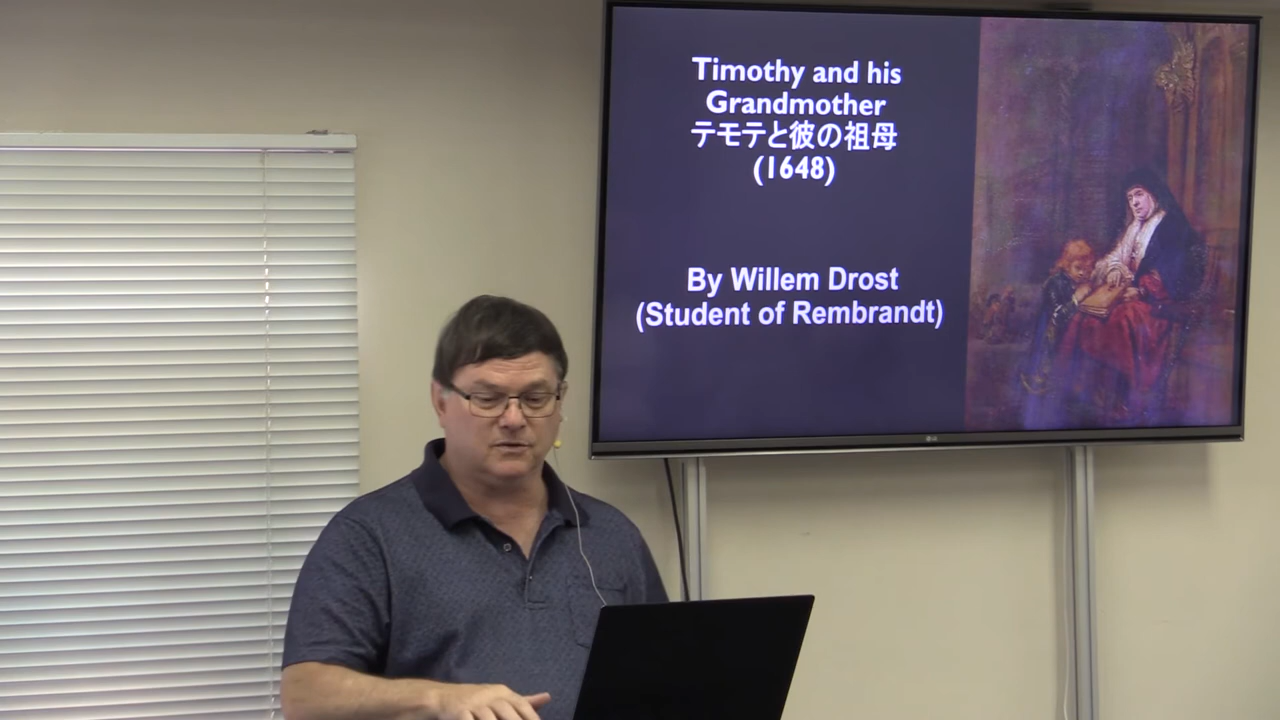 Timothy and his
Grandmother
テモテと彼の祖母
(1648)
By Willem Drost
(Student of Rembrandt)
LG